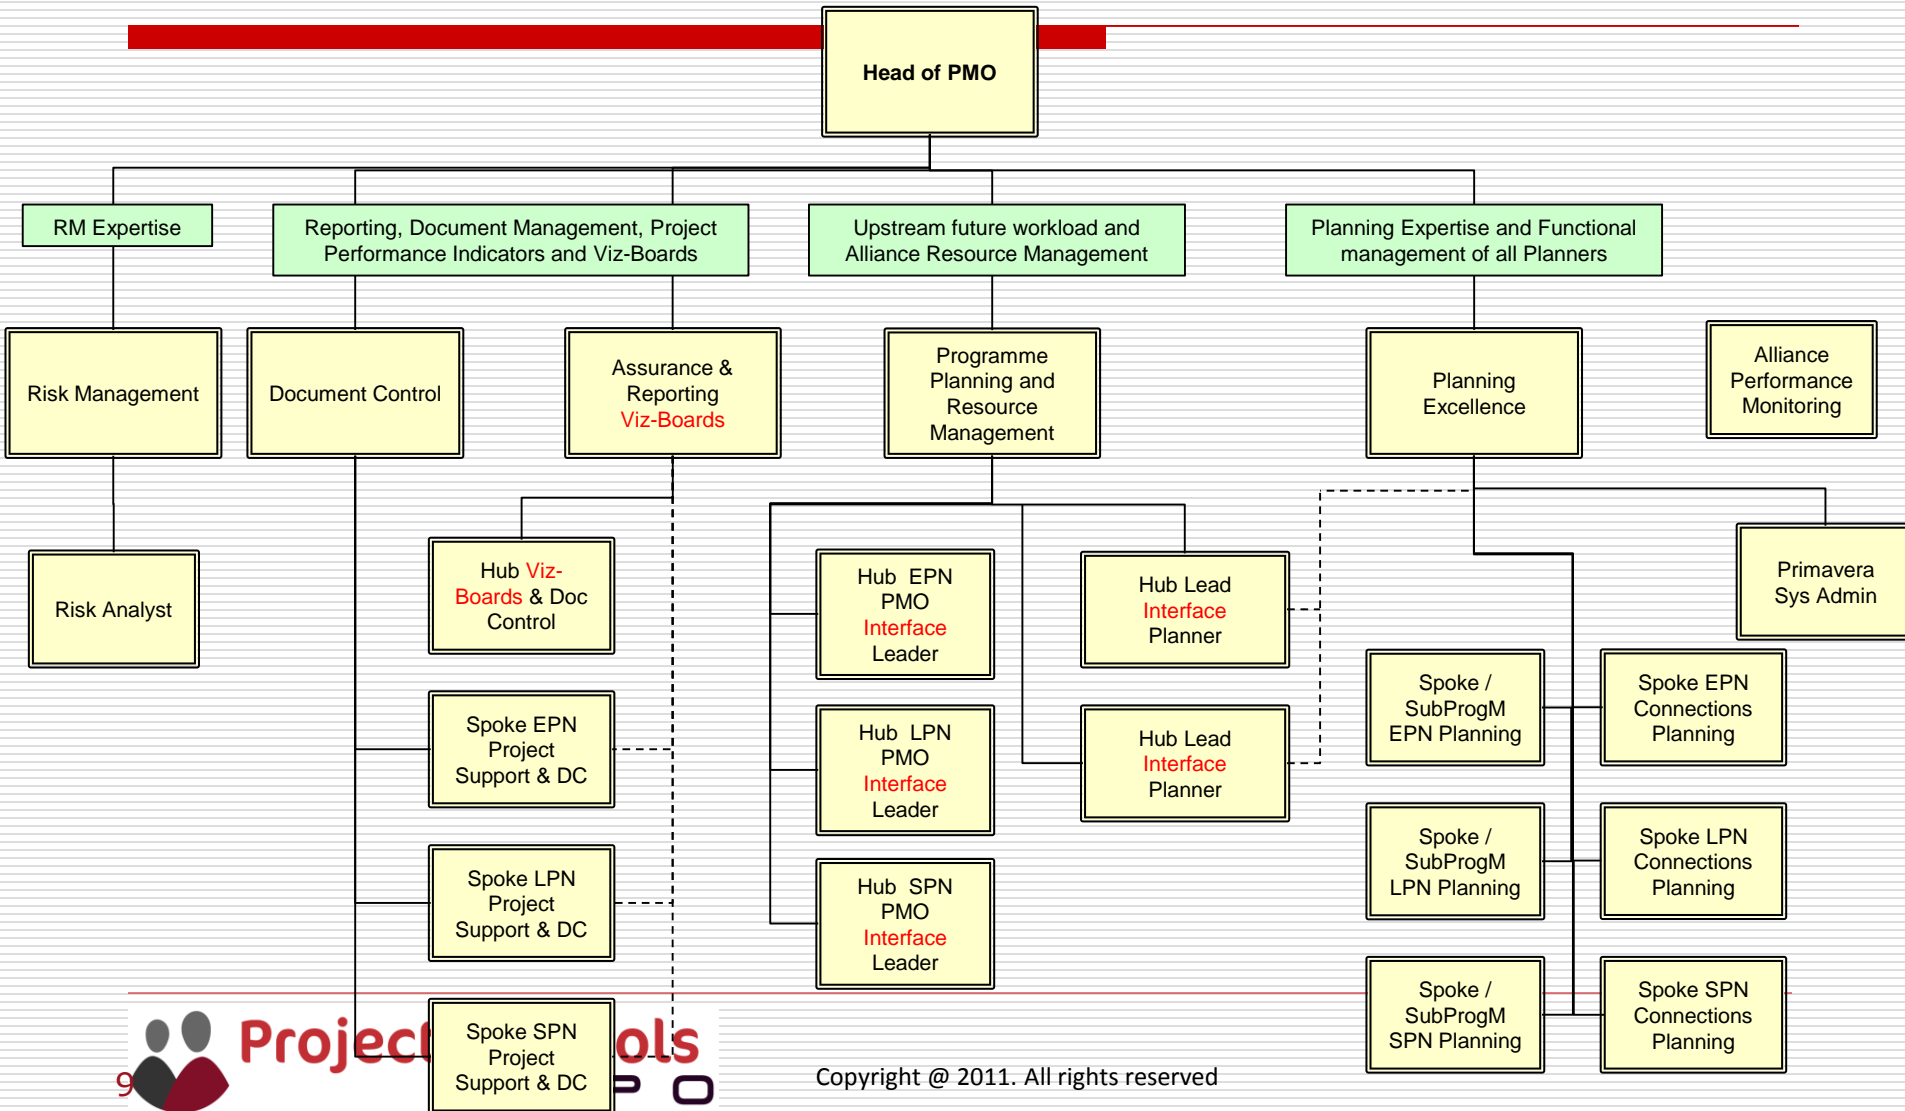 Head of PMO
RM Expertise
Reporting, Document Management, Project
Performance Indicators and Viz-Boards
Upstream future workload and
Alliance Resource Management
Planning Expertise and Functional
management of all Planners
Risk Management
Document Control
Assurance &
Reporting
Viz-Boards
Programme
Planning and
Resource
Management
Planning
Excellence
Alliance
Performance
Monitoring
Risk Analyst
Hub Viz-
Boards & Doc
Control
Hub EPN
PMO
Interface
Leader
Hub Lead
Interface
Planner
Primavera
Sys Admin
Spoke EPN
Project
Support & DC
Hub LPN
PMO
Interface
Leader
Hub Lead
Interface
Planner
Spoke /
SubProgM
EPN Planning
Spoke EPN
Connections
Planning
Spoke LPN
Project
Support & DC
Hub SPN
PMO
Interface
Leader
Spoke /
SubProgM
LPN Planning
Spoke LPN
Connections
Planning
Spoke SPN
Project
Support & DC
Spoke /
SubProgM
SPN Planning
Spoke SPN
Connections
Planning
9
Copyright @ 2011. All rights reserved